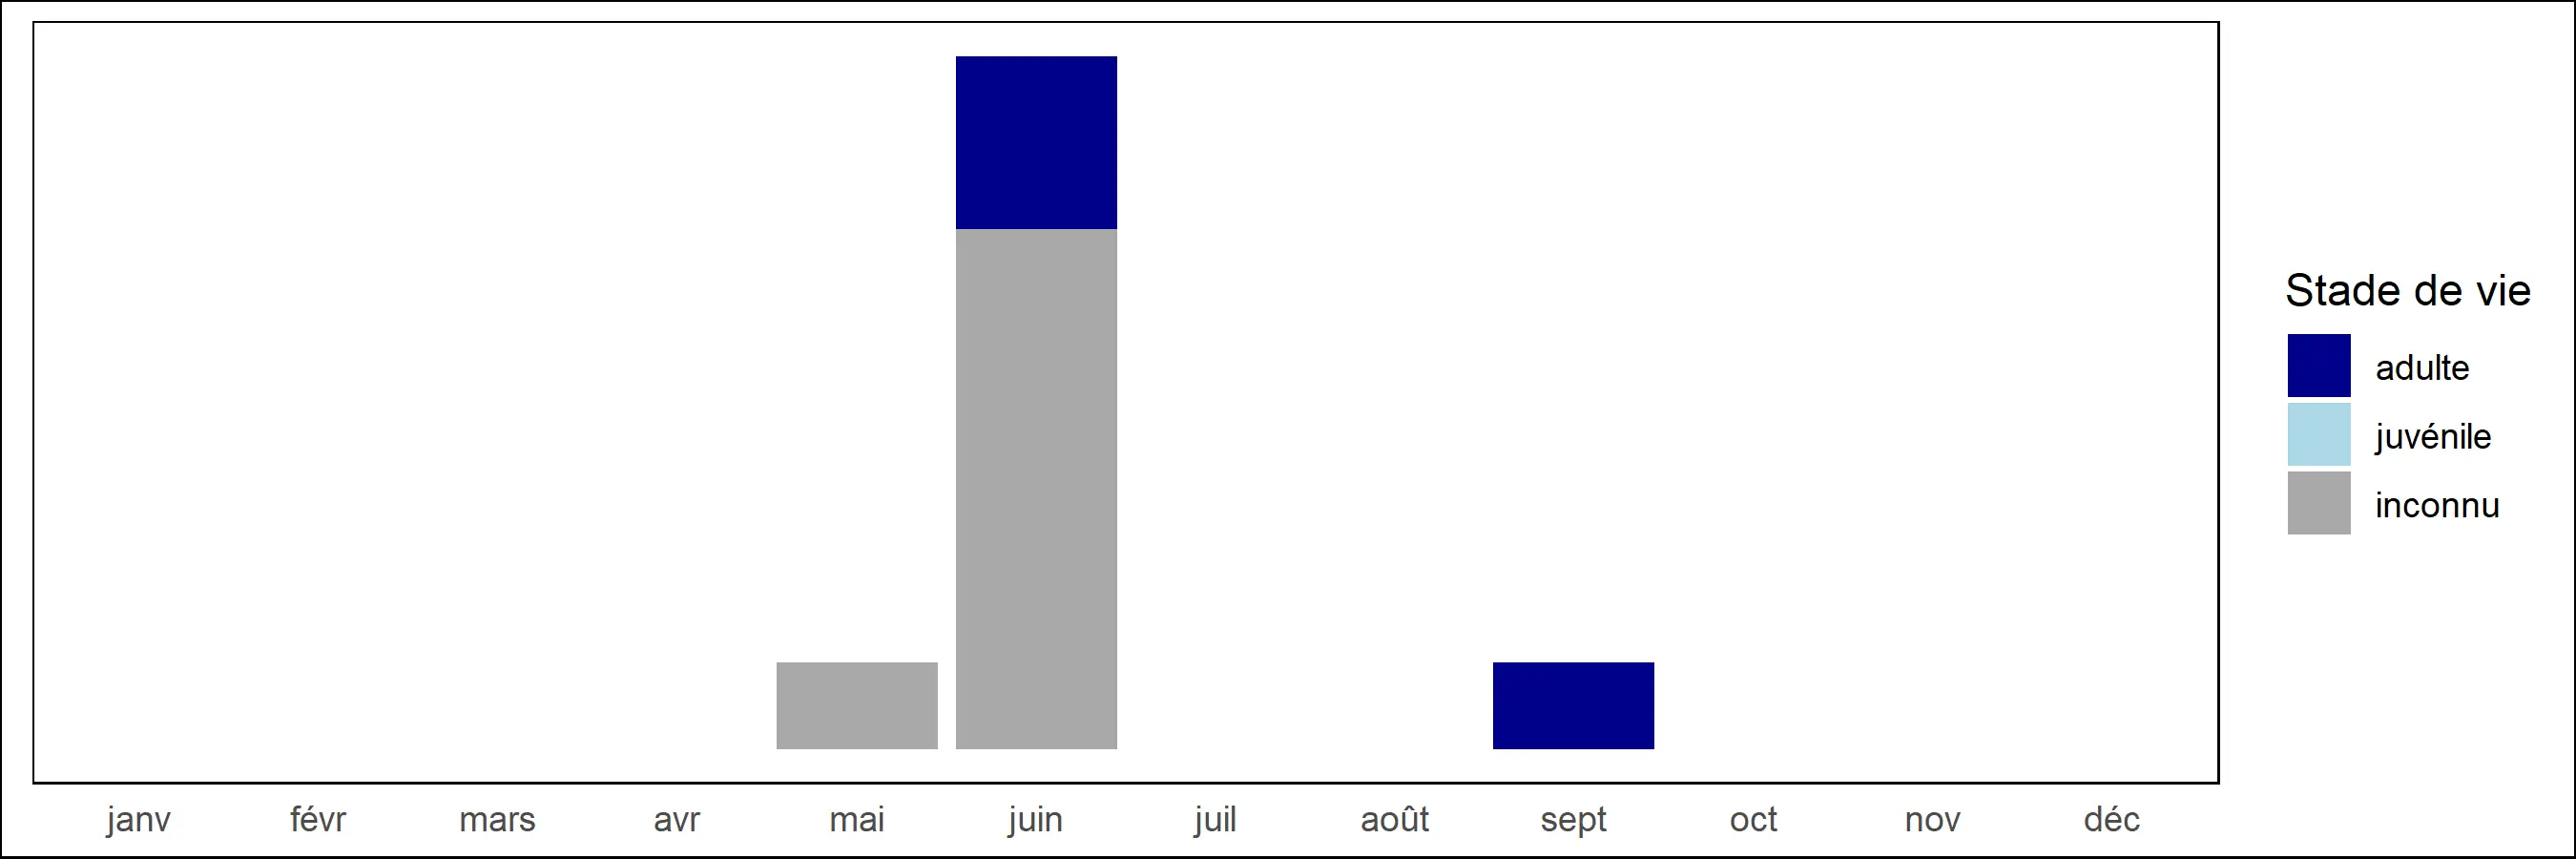 Stade de vie
adulte
juvénile
inconnu
janv févr mars avr mai juin juil août sept oct nov déc